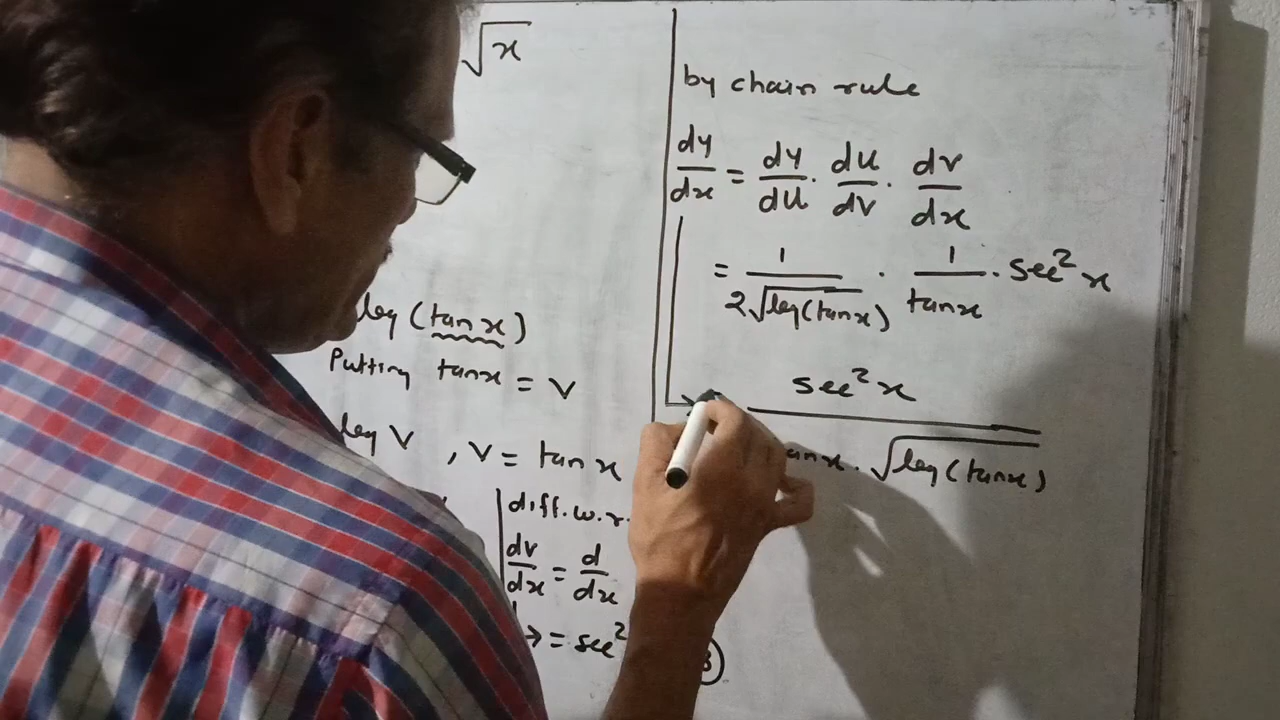 √x
log (tan x)
Putting tanx = v
log v , v = tan x
diff. w. r.
dv/dx = d/dx
→ = sec²
by chain rule
dy/dx = dy/du . du/dv . dv/dx
= 1/2√log(tanx) . 1/tanx . sec² x
sec² x/anx . √log(tanx)